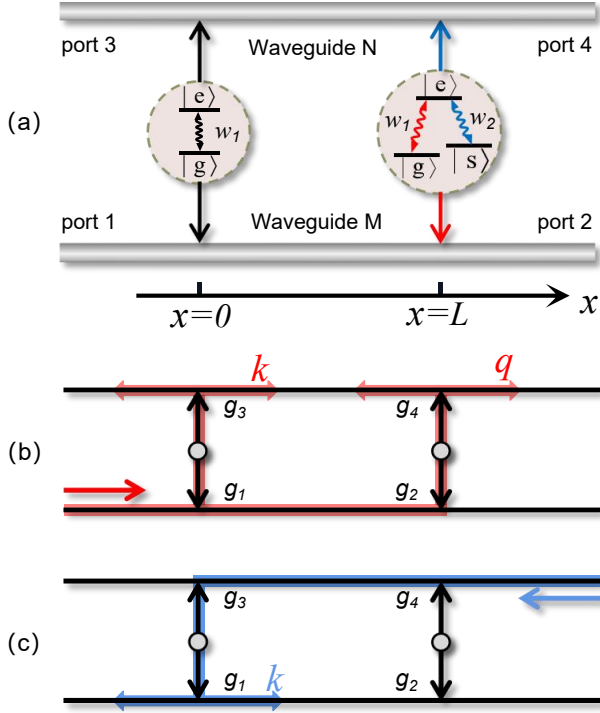 port 3 Waveguide N port 4
(a)
|e⟩ w₁ |g⟩
|e⟩ w₁ w₂ |g⟩ |s⟩
port 1 Waveguide M port 2
x=0 x=L x
(b)
k q
g₃ g₄
g₁ g₂
(c)
g₃ g₄
g₁ k g₂